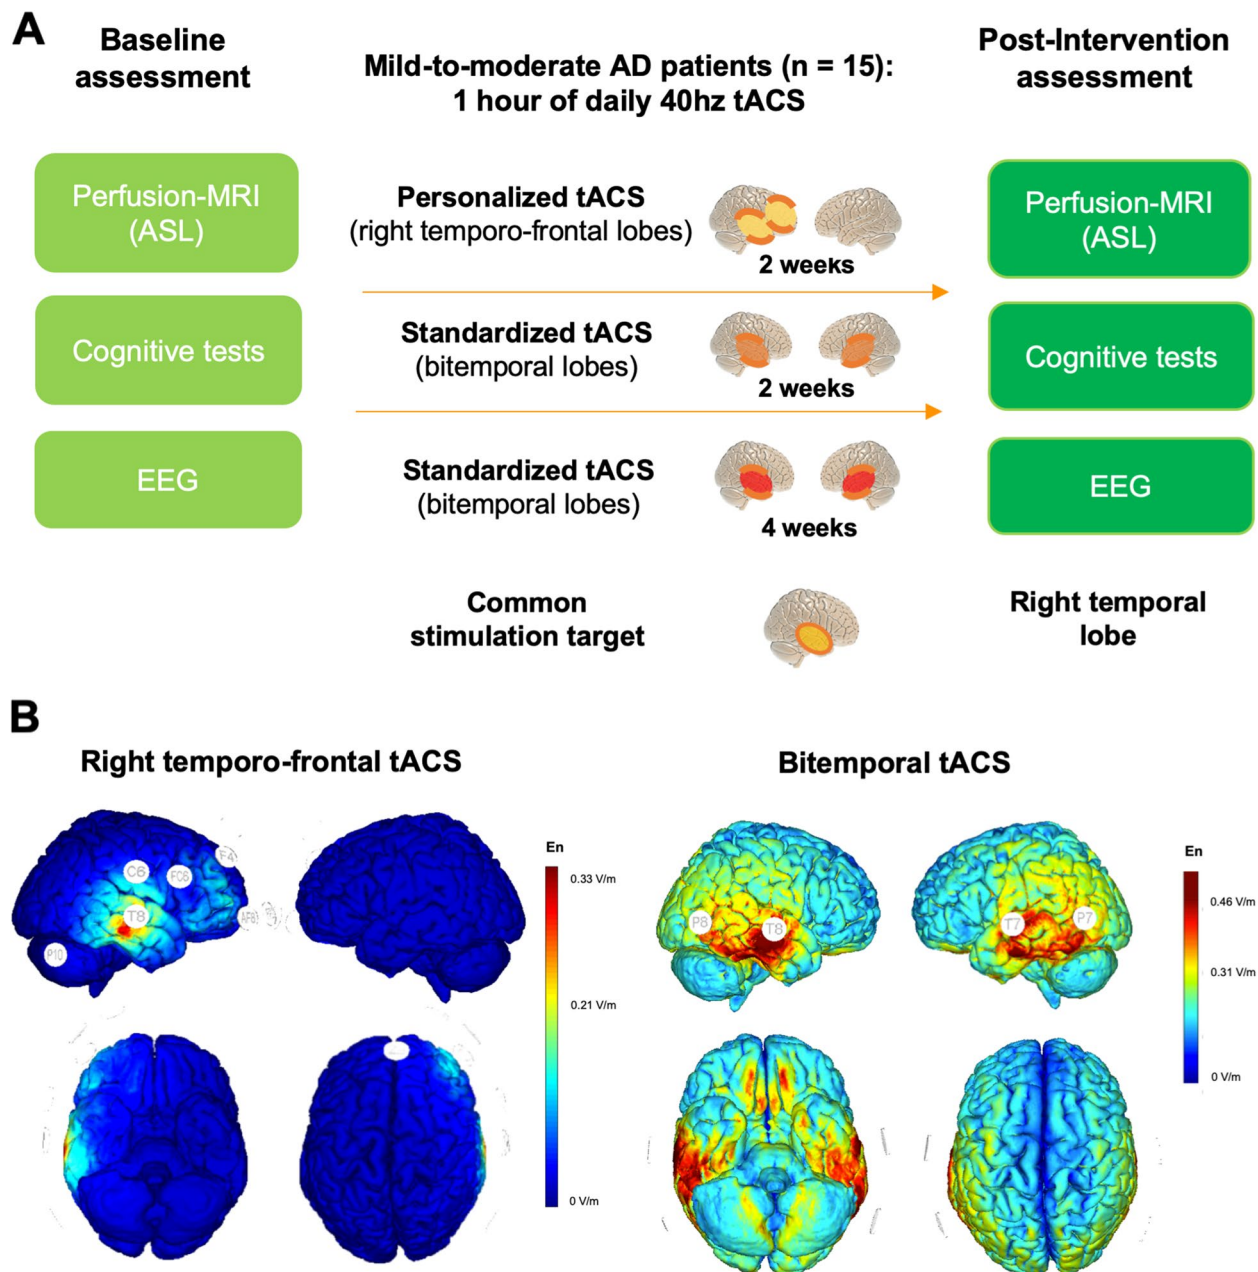 A
Baseline
assessment
Mild-to-moderate AD patients (n = 15):
1 hour of daily 40hz tACS
Post-Intervention
assessment
Perfusion-MRI
(ASL)
Cognitive tests
EEG
Personalized tACS
(right temporo-frontal lobes)
2 weeks
Standardized tACS
(bitemporal lobes)
2 weeks
Standardized tACS
(bitemporal lobes)
4 weeks
Perfusion-MRI
(ASL)
Cognitive tests
EEG
Common
stimulation target
Right temporal
lobe
B
Right temporo-frontal tACS
C6
FC6
F4
T8
AF8
P10
En
0.33 V/m
0.21 V/m
0 V/m
Bitemporal tACS
P8
T8
T7
P7
En
0.46 V/m
0.31 V/m
0 V/m